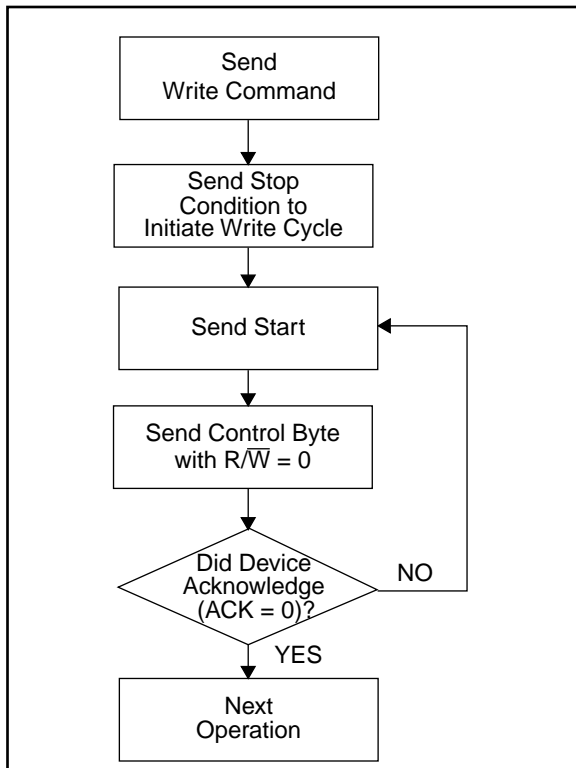 Send
Write Command
Send Stop
Condition to
Initiate Write Cycle
Send Start
Send Control Byte
with R/W̅ = 0
Did Device
Acknowledge
(ACK = 0)?
NO
YES
Next
Operation